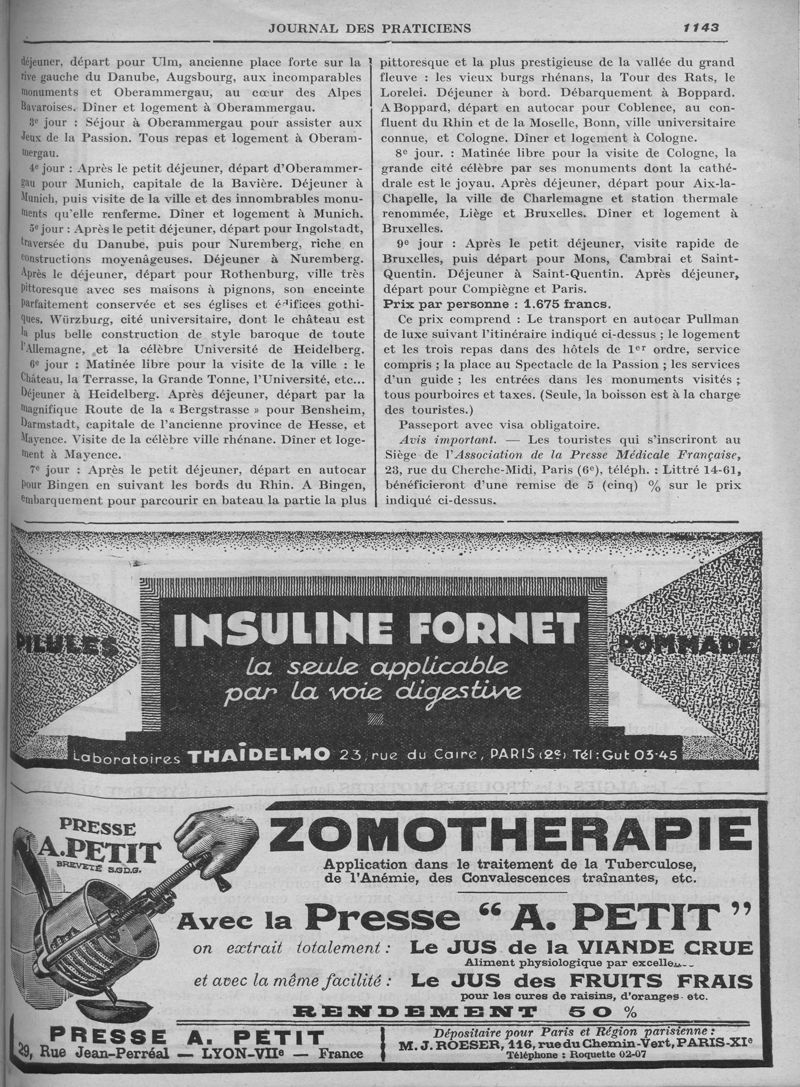 JOURNAL DES PRATICIENS 1143
déjeuner, départ pour Ulm, ancienne place forte sur la
rive gauche du Danube, Augsbourg, aux incomparables
monuments et Oberammergau, au cœur des Alpes
Bavaroises. Dîner et logement à Oberammergau.
3e jour : Séjour à Oberammergau pour assister aux
Jeux de la Passion. Tous repas et logement à Oberam-
mergau.
4e jour : Après le petit déjeuner, départ d'Oberammer-
gau pour Munich, capitale de la Bavière. Déjeuner à
Munich, puis visite de la ville et des innombrables monu-
ments qu'elle renferme. Dîner et logement à Munich.
5e jour : Après le petit déjeuner, départ pour Ingolstadt,
traversée du Danube, puis pour Nuremberg, riche en
constructions moyenâgeuses. Déjeuner à Nuremberg.
Après le déjeuner, départ pour Rothenburg, ville très
pittoresque avec ses maisons à pignons, son enceinte
parfaitement conservée et ses églises et édifices gothi-
ques. Würzburg, cité universitaire, dont le château est
la plus belle construction de style baroque de toute
l'Allemagne, et la célèbre Université de Heidelberg.
6e jour : Matinée libre pour la visite de la ville : le
Château, la Terrasse, la Grande Tonne, l'Université, etc...
Déjeuner à Heidelberg. Après déjeuner, départ par la
magnifique Route de la « Bergstrasse » pour Bensheim,
Darmstadt, capitale de l'ancienne province de Hesse, et
Mayence. Visite de la célèbre ville rhénane. Dîner et loge-
ment à Mayence.
7e jour : Après le petit déjeuner, départ en autocar
pour Bingen en suivant les bords du Rhin. A Bingen,
embarquement pour parcourir en bateau la partie la plus
pittoresque et la plus prestigieuse de la vallée du grand
fleuve : les vieux burgs rhénans, la Tour des Rats, le
Lorelei. Déjeuner à bord. Débarquement à Boppard.
A Boppard, départ en autocar pour Coblence, au con-
fluent du Rhin et de la Moselle, Bonn, ville universitaire
connue, et Cologne. Dîner et logement à Cologne.
8e jour. : Matinée libre pour la visite de Cologne, la
grande cité célèbre par ses monuments dont la cathé-
drale est le joyau. Après déjeuner, départ pour Aix-la-
Chapelle, la ville de Charlemagne et station thermale
renommée, Liège et Bruxelles. Dîner et logement à
Bruxelles.
9e jour : Après le petit déjeuner, visite rapide de
Bruxelles, puis départ pour Mons, Cambrai et Saint-
Quentin. Déjeuner à Saint-Quentin. Après déjeuner,
départ pour Compiègne et Paris.
Prix par personne : 1.675 francs.
Ce prix comprend : Le transport en autocar Pullman
de luxe suivant l'itinéraire indiqué ci-dessus ; le logement
et les trois repas dans des hôtels de 1er ordre, service
compris ; la place au Spectacle de la Passion ; les services
d'un guide ; les entrées dans les monuments visités ;
tous pourboires et taxes. (Seule, la boisson est à la charge
des touristes.)
Passeport avec visa obligatoire.
Avis important. — Les touristes qui s'inscriront au
Siège de l'Association de la Presse Médicale Française,
23, rue du Cherche-Midi, Paris (6e), téléph. : Littré 14-61,
bénéficieront d'une remise de 5 (cinq) % sur le prix
indiqué ci-dessus.
PILULES
INSULINE FORNET
POMMADE
la seule applicable
par la voie digestive
Laboratoires THAÏDELMO 23, rue du Caire, PARIS (2e) Tél : Gut 03-45
PRESSE
A. PETIT
BREVETÉ S.G.D.G.
ZOMOTHERAPIE
Application dans le traitement de la Tuberculose,
de l'Anémie, des Convalescences traînantes, etc.
Avec la Presse “ A. PETIT ”
on extrait totalement : Le JUS de la VIANDE CRUE
Aliment physiologique par
et avec la même facilité : Le JUS des FRUITS FRAIS
pour les cures de raisins, d'oranges. etc.
RENDEMENT 50 %
PRESSE A. PETIT
29, Rue Jean-Perréal — LYON-VIIe — France
Dépositaire pour Paris et Région parisienne :
M. J. ROESER, 116, rue du Chemin-Vert, PARIS-XIe
Téléphone : Roquette 02-07